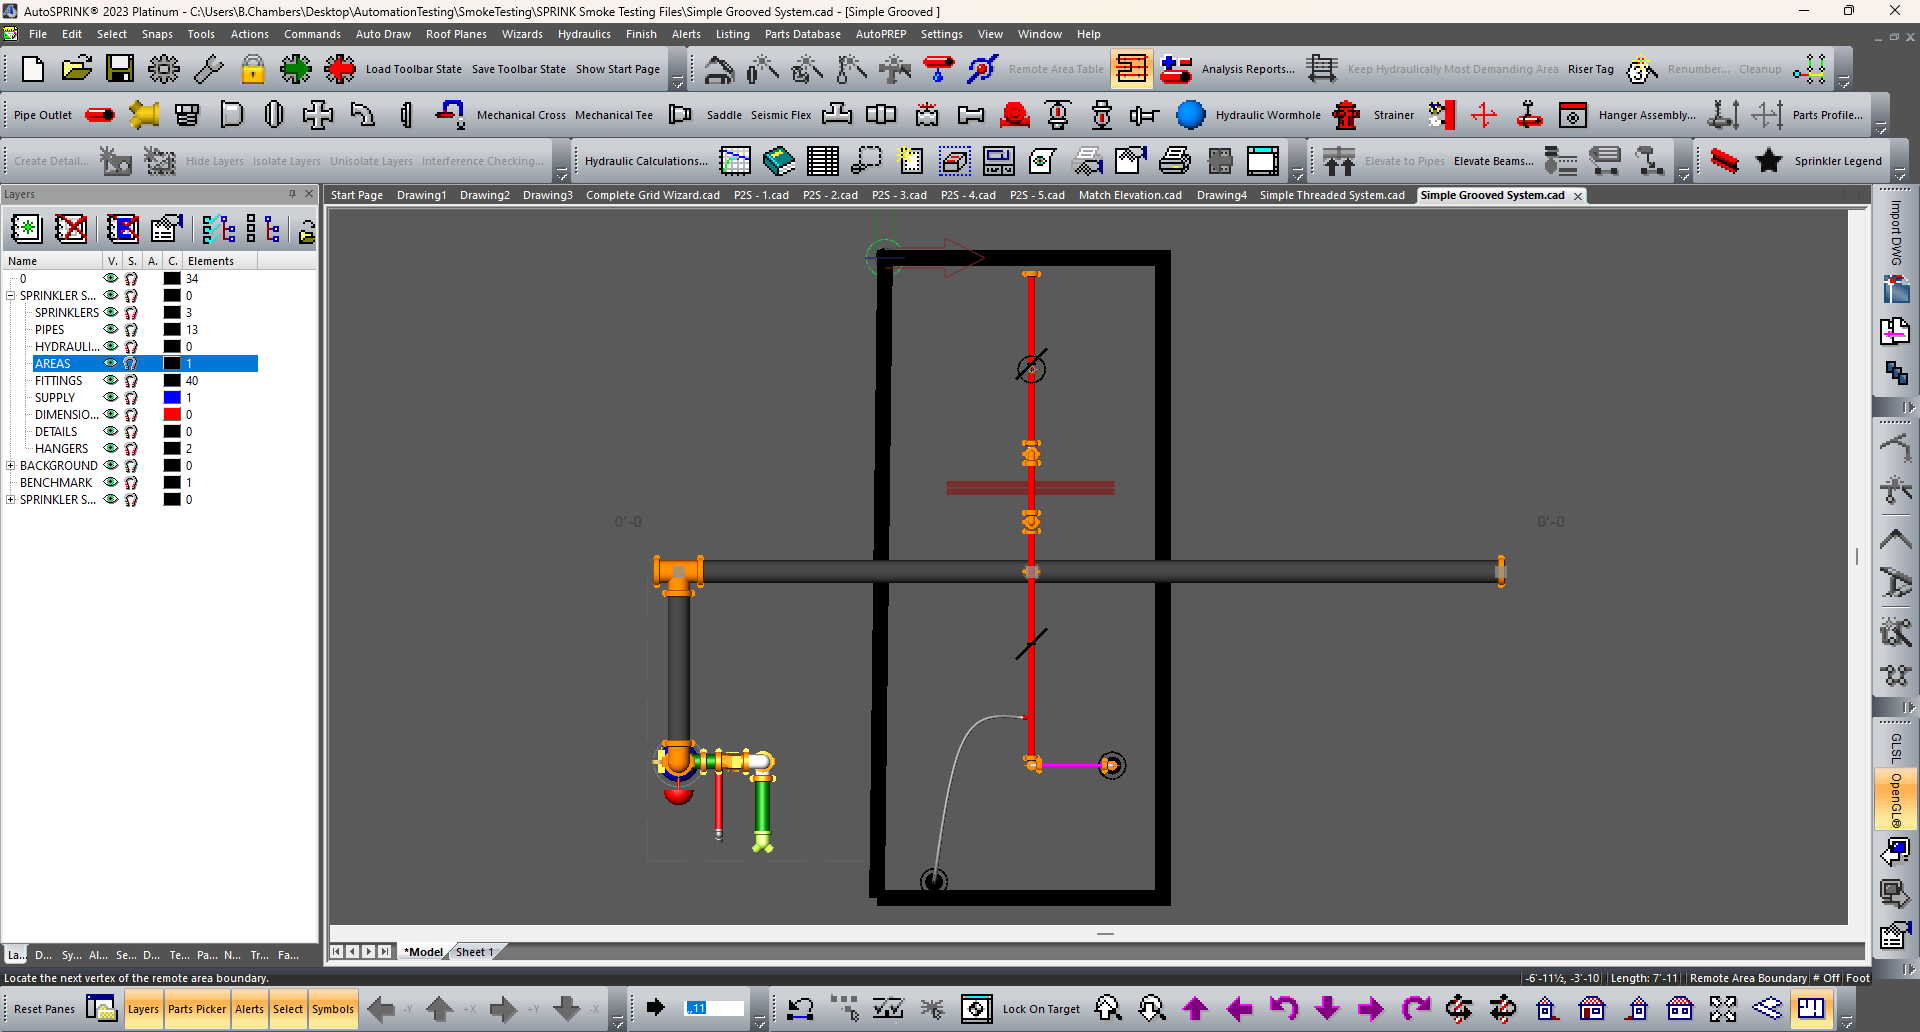 AutoSPRINK® 2023 Platinum - C:\Users\B.Chambers\Desktop\AutomationTesting\SmokeTesting\SPRINK Smoke Testing Files\Simple Grooved System.cad - [Simple Grooved ]
File Edit Select Snaps Tools Actions Commands Auto Draw Roof Planes Wizards Hydraulics Finish Alerts Listing Parts Database AutoPREP Settings View Window Help
Load Toolbar State Save Toolbar State Show Start Page Remote Area Table Analysis Reports... Keep Hydraulically Most Demanding Area Riser Tag Renumber... Cleanup
Pipe Outlet Mechanical Cross Mechanical Tee Saddle Seismic Flex Hydraulic Wormhole Strainer Hanger Assembly... Parts Profile...
Create Detail... Hide Layers Isolate Layers Unisolate Layers Interference Checking... Hydraulic Calculations... Elevate to Pipes Elevate Beams... Sprinkler Legend
Layers
Start Page Drawing1 Drawing2 Drawing3 Complete Grid Wizard.cad P2S - 1.cad P2S - 2.cad P2S - 3.cad P2S - 4.cad P2S - 5.cad Match Elevation.cad Drawing4 Simple Threaded System.cad Simple Grooved System.cad
Name V. S. A. C. Elements
0 34
SPRINKLER S... 0
SPRINKLERS 3
PIPES 13
HYDRAULI... 0
AREAS 1
FITTINGS 40
SUPPLY 1
DIMENSIO... 0
DETAILS 0
HANGERS 2
BACKGROUND 0
BENCHMARK 1
SPRINKLER S... 0
0'-0 0'-0
Import DWG
GLSL
OpenGL®
La... D... Sy... Al... Se... D... Te... Pa... N... Tr... Fa...
*Model Sheet 1
Locate the next vertex of the remote area boundary.
-6'-11½, -3'-10 Length: 7'-11 Remote Area Boundary # Off Foot
Reset Panes Layers Parts Picker Alerts Select Symbols -Y +X +Y -X ,,11 Lock On Target